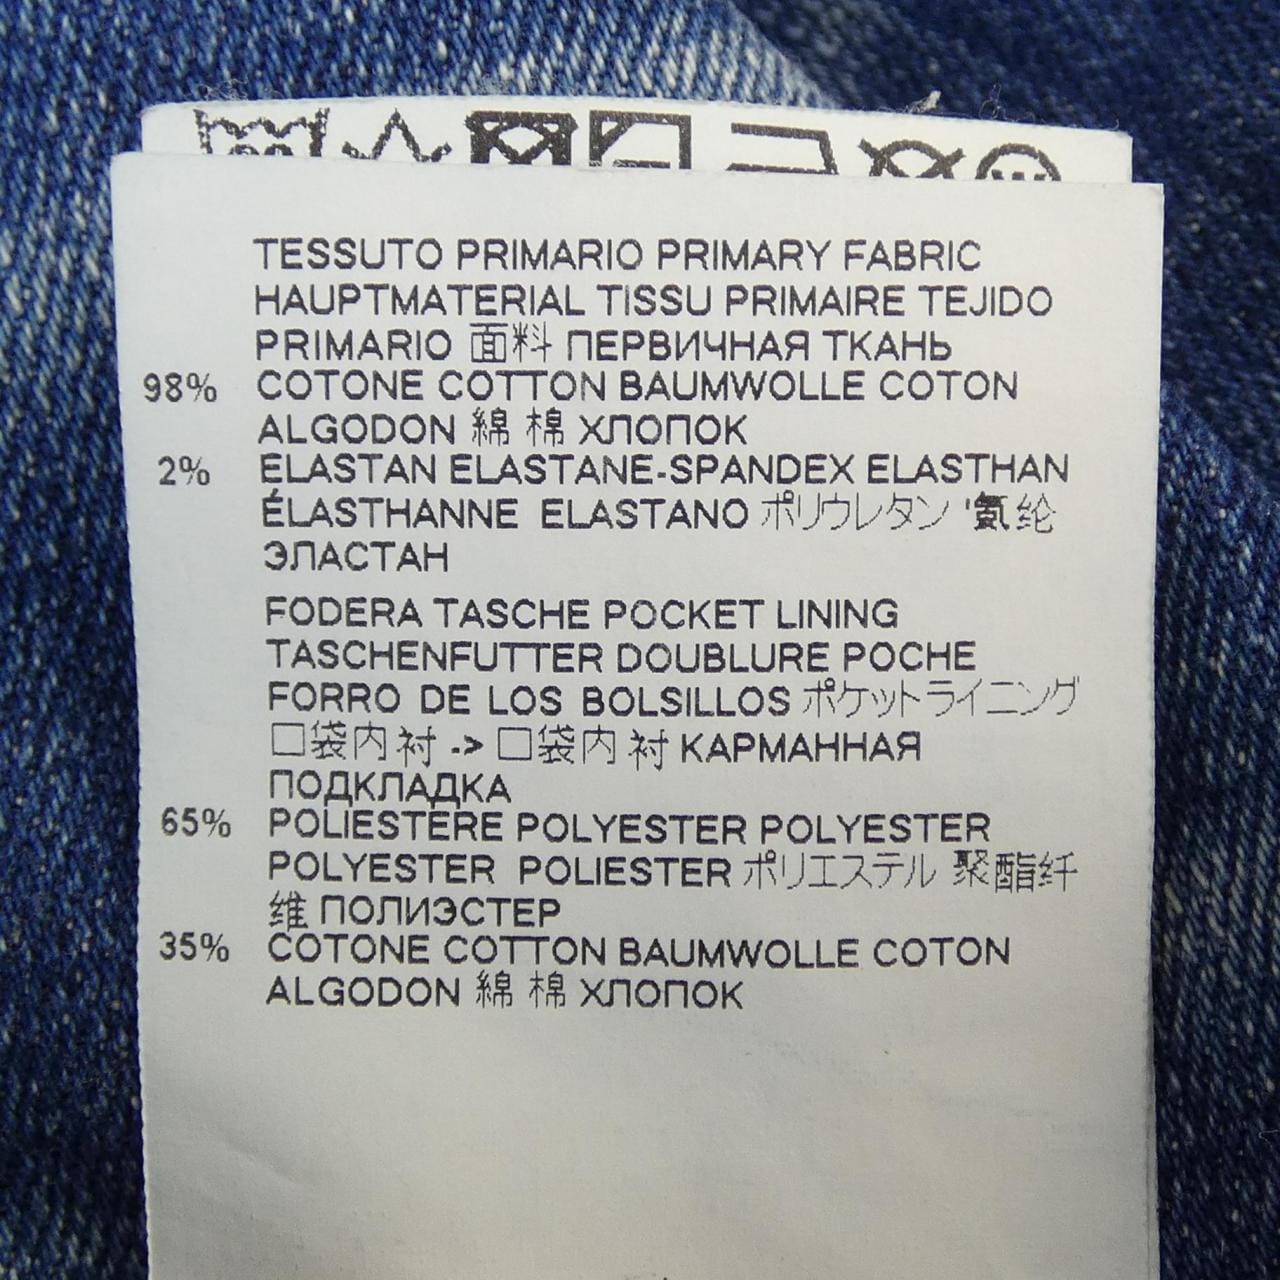 TESSUTO PRIMARIO PRIMARY FABRIC
HAUPTMATERIAL TISSU PRIMAIRE TEJIDO
PRIMARIO 面料 ПЕРВИЧНАЯ ТКАНЬ
98% COTONE COTTON BAUMWOLLE COTON
ALGODON 綿 棉 ХЛОПОК
2% ELASTAN ELASTANE-SPANDEX ELASTHAN
ÉLASTHANNE ELASTANO ポリウレタン '氨纶
ЭЛАСТАН
FODERA TASCHE POCKET LINING
TASCHENFUTTER DOUBLURE POCHE
FORRO DE LOS BOLSILLOS ポケットライニング
口袋内衬 -> 口袋内衬 КАРМАННАЯ
ПОДКЛАДКА
65% POLIESTERE POLYESTER POLYESTER
POLYESTER POLIESTER ポリエステル 聚酯纤
维 ПОЛИЭСТЕР
35% COTONE COTTON BAUMWOLLE COTON
ALGODON 綿 棉 ХЛОПОК